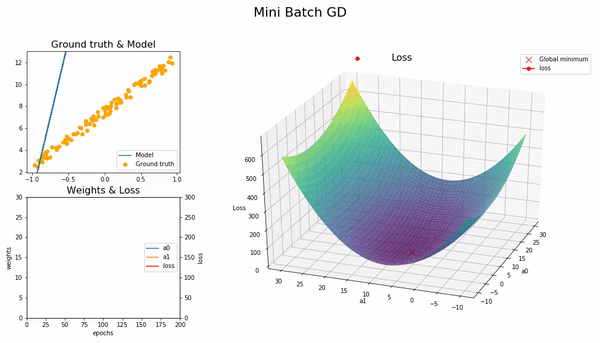 Mini Batch GD
Ground truth & Model
12
10
8
6
4
2
-1.0 -0.5 0.0 0.5 1.0
Model
Ground truth
Weights & Loss
30
25
20
15
10
5
0
weights
300
250
200
150
100
50
0
loss
a0
a1
loss
0 25 50 75 100 125 150 175 200
epochs
Loss
Global minimum
loss
Loss
600
500
400
300
200
100
0
30 25 20 15 10 5 0 -5 -10
a1
-10 -5 0 5 10 15 20 25 30
a0